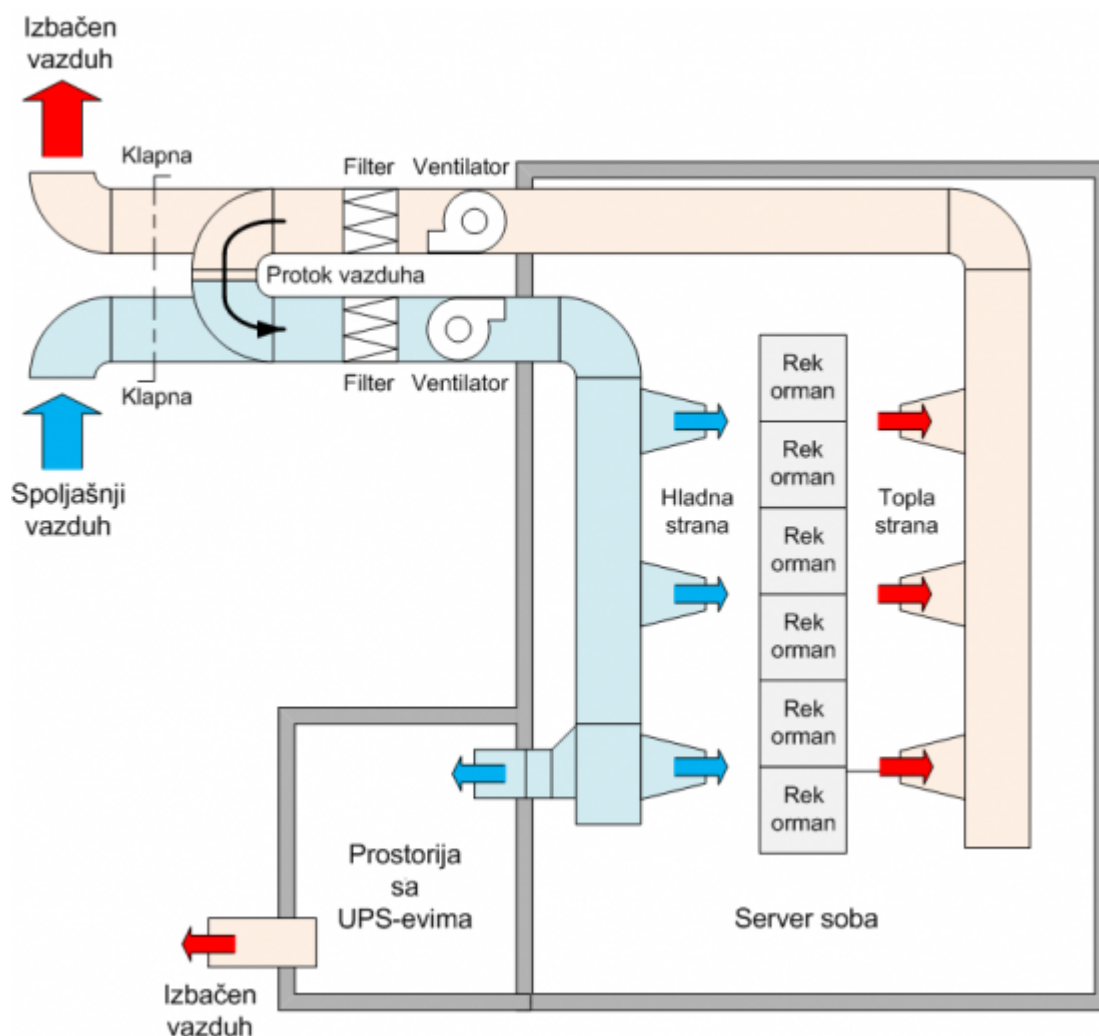 Izbačen
vazduh
Klapna
Filter
Ventilator
Protok vazduha
Klapna
Filter
Ventilator
Spoljašnji
vazduh
Hladna
strana
Topla
strana
Rek
orman
Rek
orman
Rek
orman
Rek
orman
Rek
orman
Rek
orman
Prostorija
sa
UPS-evima
Server soba
Izbačen
vazduh